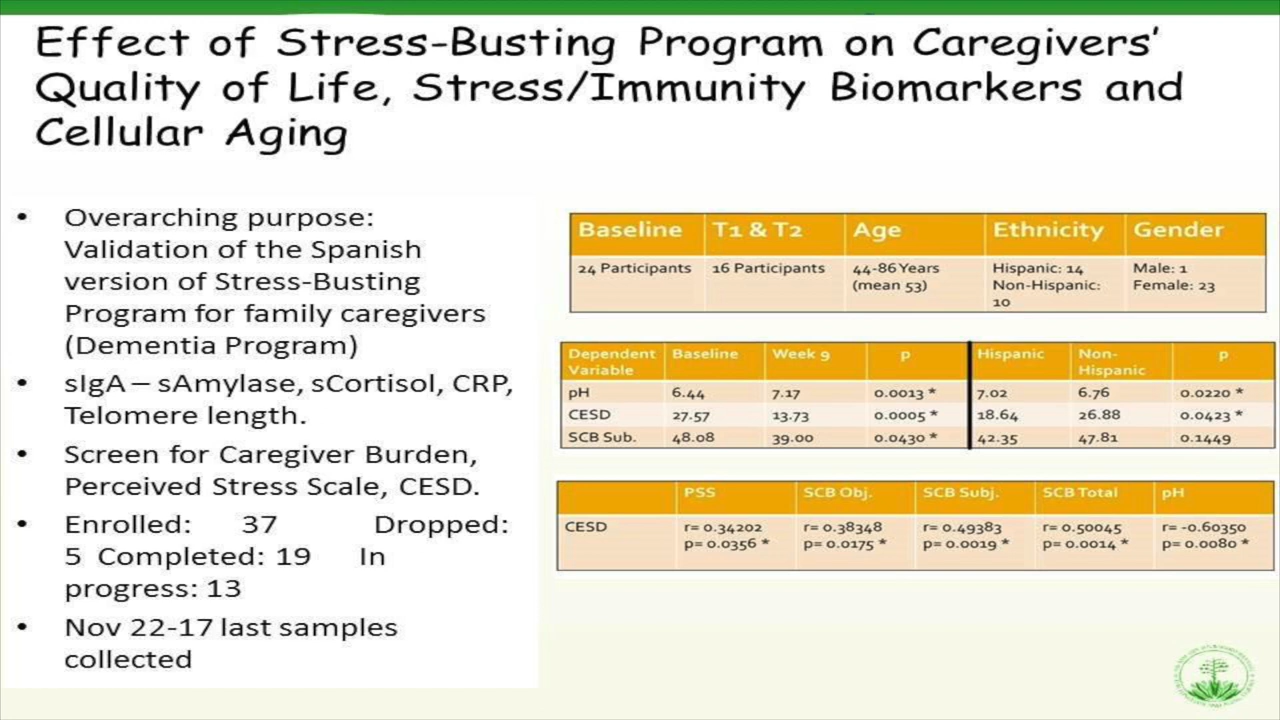 Effect of Stress-Busting Program on Caregivers'
Quality of Life, Stress/Immunity Biomarkers and
Cellular Aging
• Overarching purpose:
Validation of the Spanish
version of Stress-Busting
Program for family caregivers
(Dementia Program)
• sIgA – sAmylase, sCortisol, CRP,
Telomere length.
• Screen for Caregiver Burden,
Perceived Stress Scale, CESD.
• Enrolled: 37 Dropped:
5 Completed: 19 In
progress: 13
• Nov 22-17 last samples
collected
Baseline T1 & T2 Age Ethnicity Gender
24 Participants 16 Participants 44-86 Years Hispanic: 14 Male: 1
(mean 53) Non-Hispanic: Female: 23
10
Dependent Baseline Week 9 p Hispanic Non- p
Variable Hispanic
pH 6.44 7.17 0.0013 * 7.02 6.76 0.0220 *
CESD 27.57 13.73 0.0005 * 18.64 26.88 0.0423 *
SCB Sub. 48.08 39.00 0.0430 * 42.35 47.81 0.1449
PSS SCB Obj. SCB Subj. SCB Total pH
CESD r= 0.34202 r= 0.38348 r= 0.49383 r= 0.50045 r= -0.60350
p= 0.0356 * p= 0.0175 * p= 0.0019 * p= 0.0014 * p= 0.0080 *